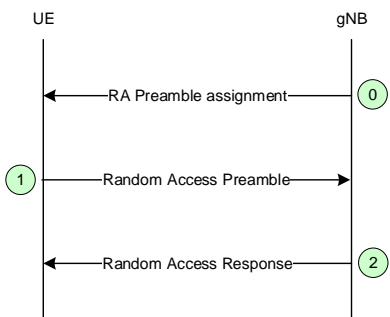 UE
gNB
RA Preamble assignment
0
1
Random Access Preamble
Random Access Response
2